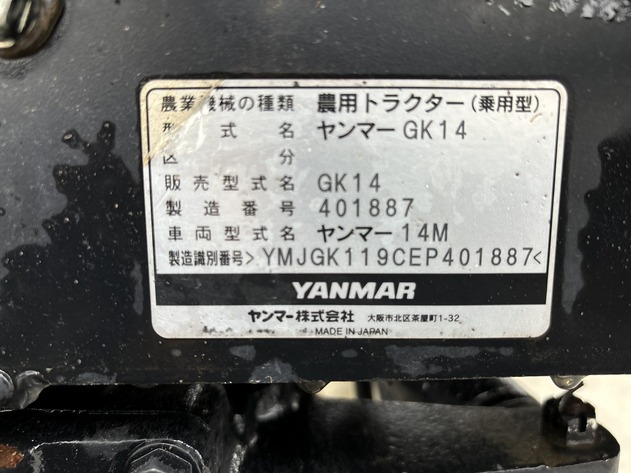 農業機械の種類 農用トラクター(乗用型)
型式名 ヤンマーGK14
区分
販売型式名 GK14
製造番号 401887
車両型式名 ヤンマー14M
製造識別番号>YMJGK119CEP401887<
YANMAR
ヤンマー株式会社 大阪市北区茶屋町1-32
MADE IN JAPAN